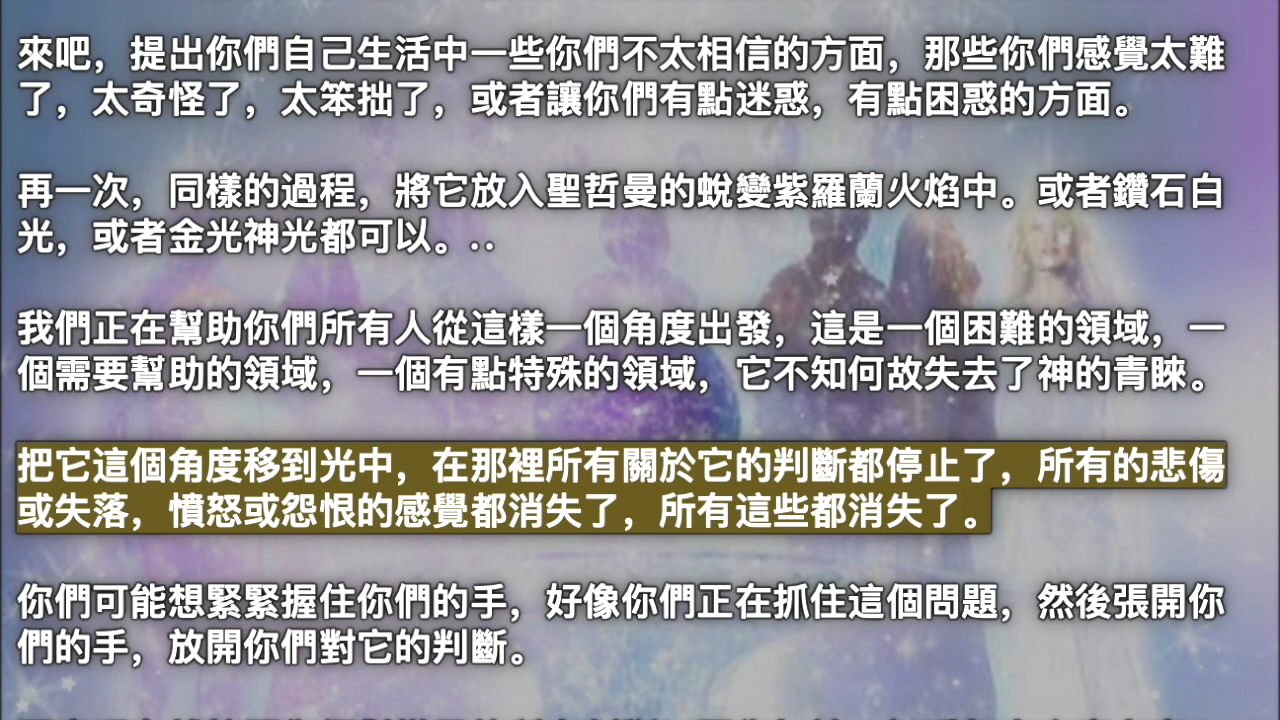 來吧，提出你們自己生活中一些你們不太相信的方面，那些你們感覺太難
了，太奇怪了，太笨拙了，或者讓你們有點迷惑，有點困惑的方面。
再一次，同樣的過程，將它放入聖哲曼的蛻變紫羅蘭火焰中。或者鑽石白
光，或者金光神光都可以。..
我們正在幫助你們所有人從這樣一個角度出發，這是一個困難的領域，一
個需要幫助的領域，一個有點特殊的領域，它不知何故失去了神的青睞。
把它這個角度移到光中，在那裡所有關於它的判斷都停止了，所有的悲傷
或失落，憤怒或怨恨的感覺都消失了，所有這些都消失了。
你們可能想緊緊握住你們的手，好像你們正在抓住這個問題，然後張開你
們的手，放開你們對它的判斷。